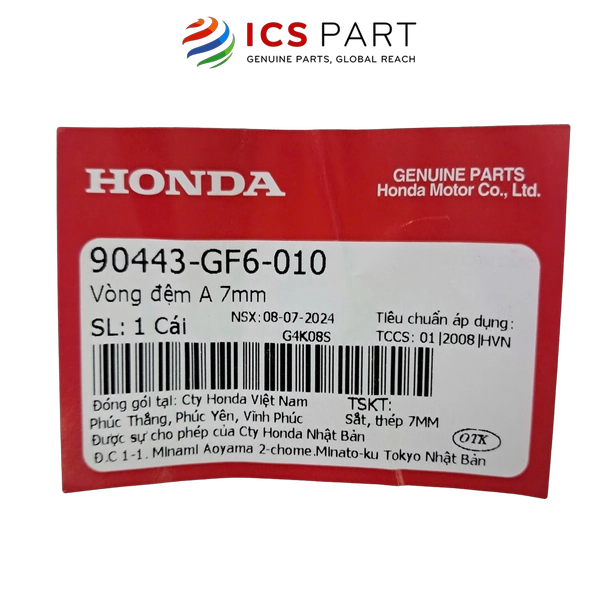 ICS PART
GENUINE PARTS, GLOBAL REACH
HONDA
GENUINE PARTS
Honda Motor Co., Ltd.
90443-GF6-010
Vòng đệm A 7mm
SL: 1 Cái
NSX: 08-07-2024
G4K08S
Tiêu chuẩn áp dụng:
TCCS: 01|2008|HVN
Đóng gói tại: Cty Honda Việt Nam
Phúc Thắng, Phúc Yên, Vĩnh Phúc
TSKT:
Sắt, thép 7MM
Được sự cho phép của Cty Honda Nhật Bản
Đ.C 1-1. Minami Aoyama 2-chome.Minato-ku Tokyo Nhật Bản
OTK